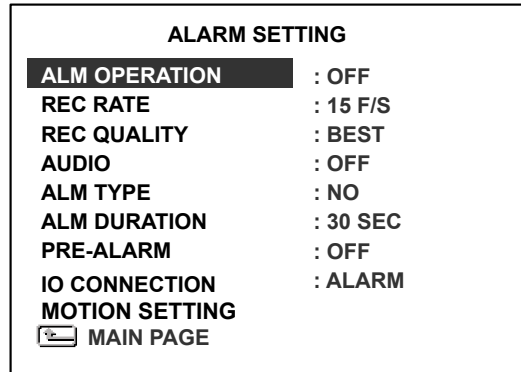 ALARM SETTING
ALM OPERATION : OFF
REC RATE : 15 F/S
REC QUALITY : BEST
AUDIO : OFF
ALM TYPE : NO
ALM DURATION : 30 SEC
PRE-ALARM : OFF
IO CONNECTION : ALARM
MOTION SETTING
MAIN PAGE